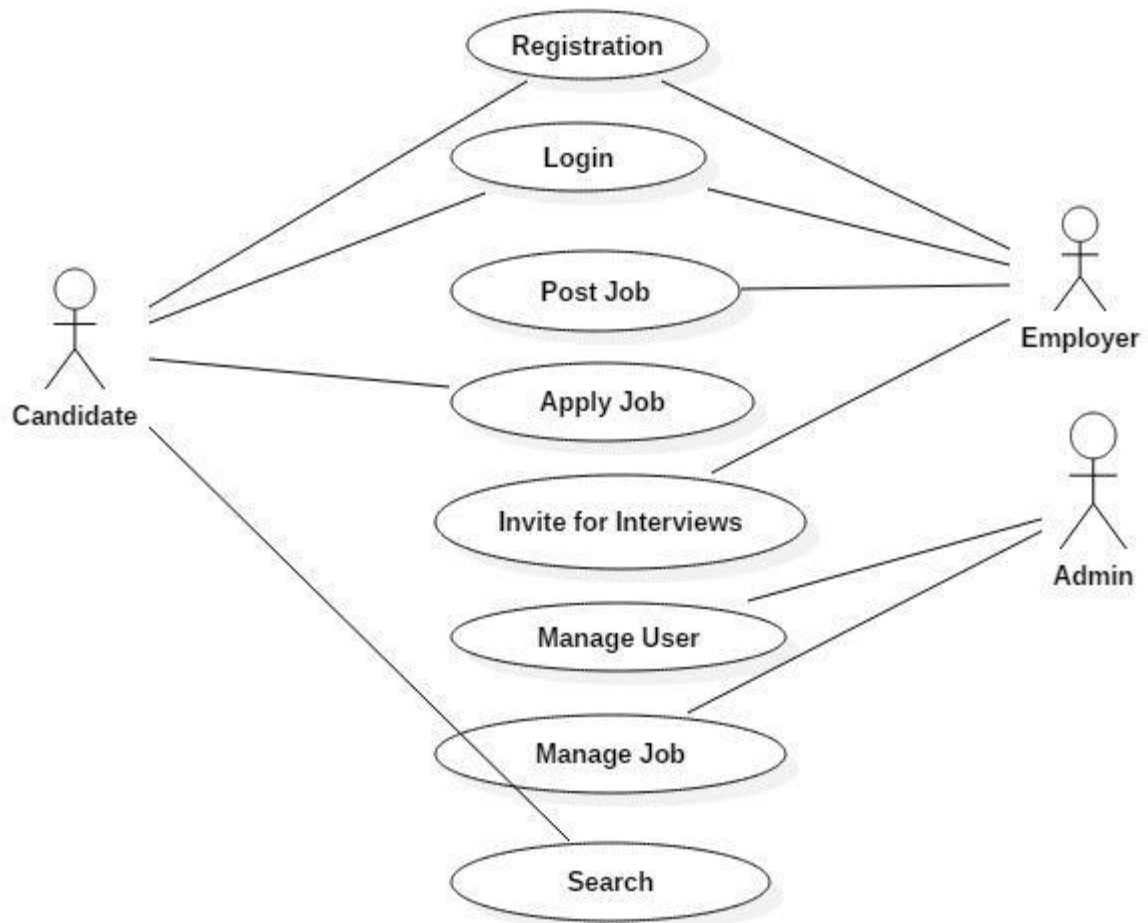 Registration
Login
Post Job
Employer
Apply Job
Candidate
Invite for Interviews
Admin
Manage User
Manage Job
Search